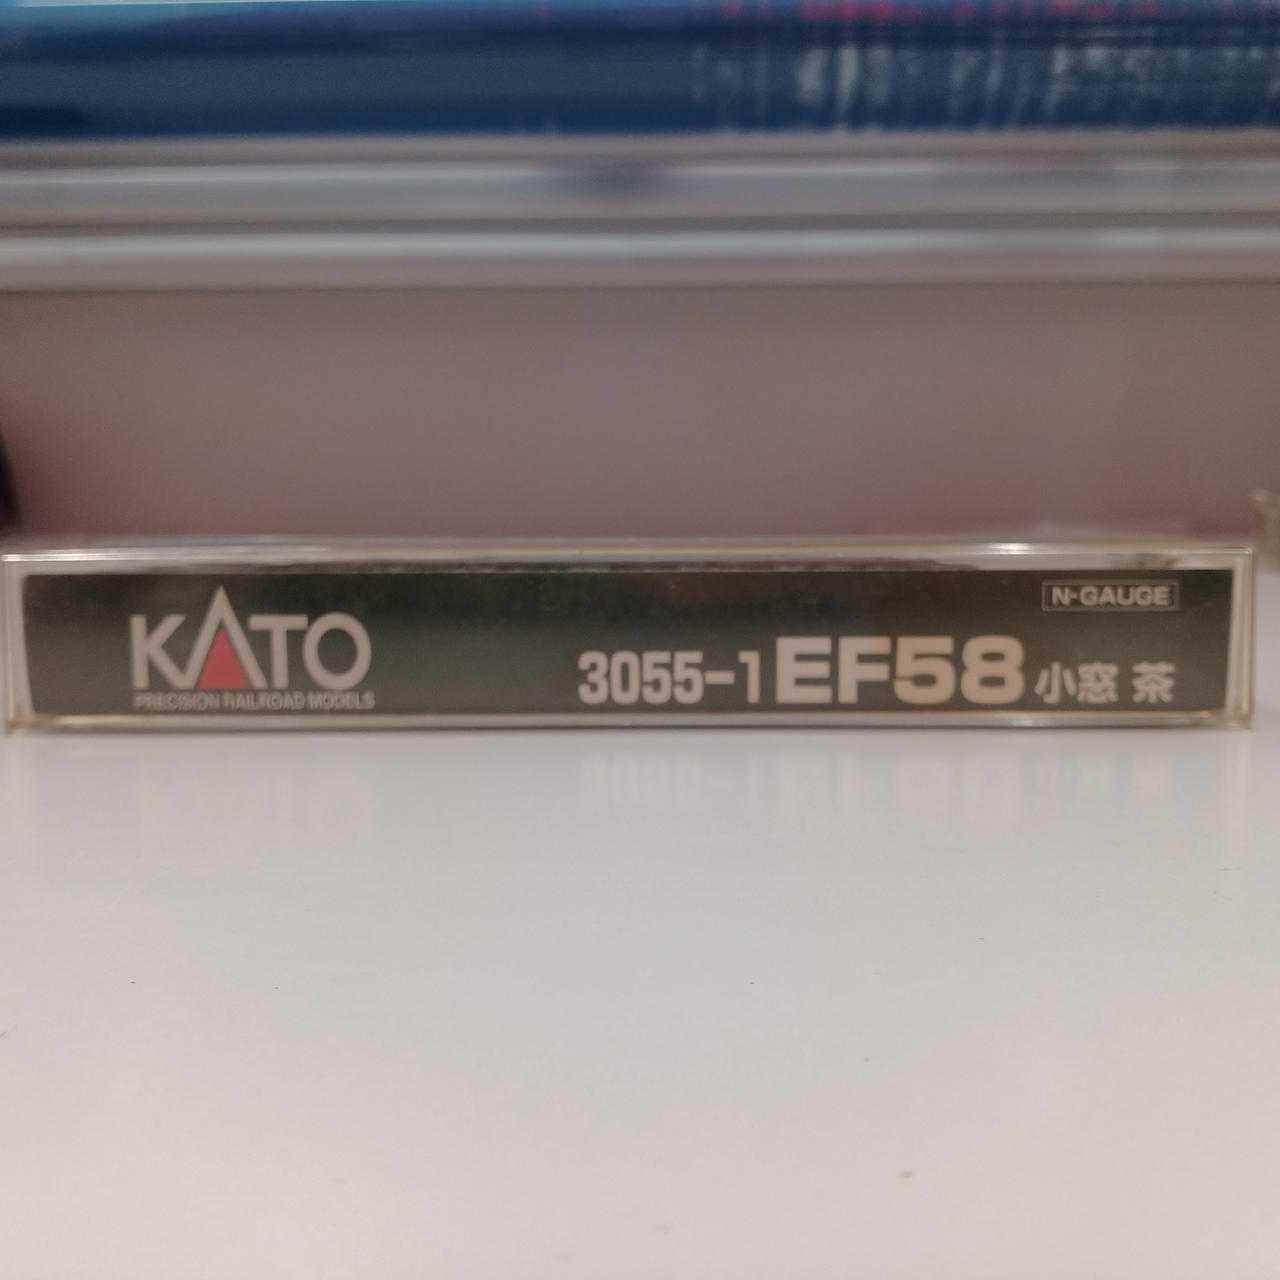 KATO
PRECISION RAILROAD MODELS
N-GAUGE
3055-1 EF58 小窓 茶